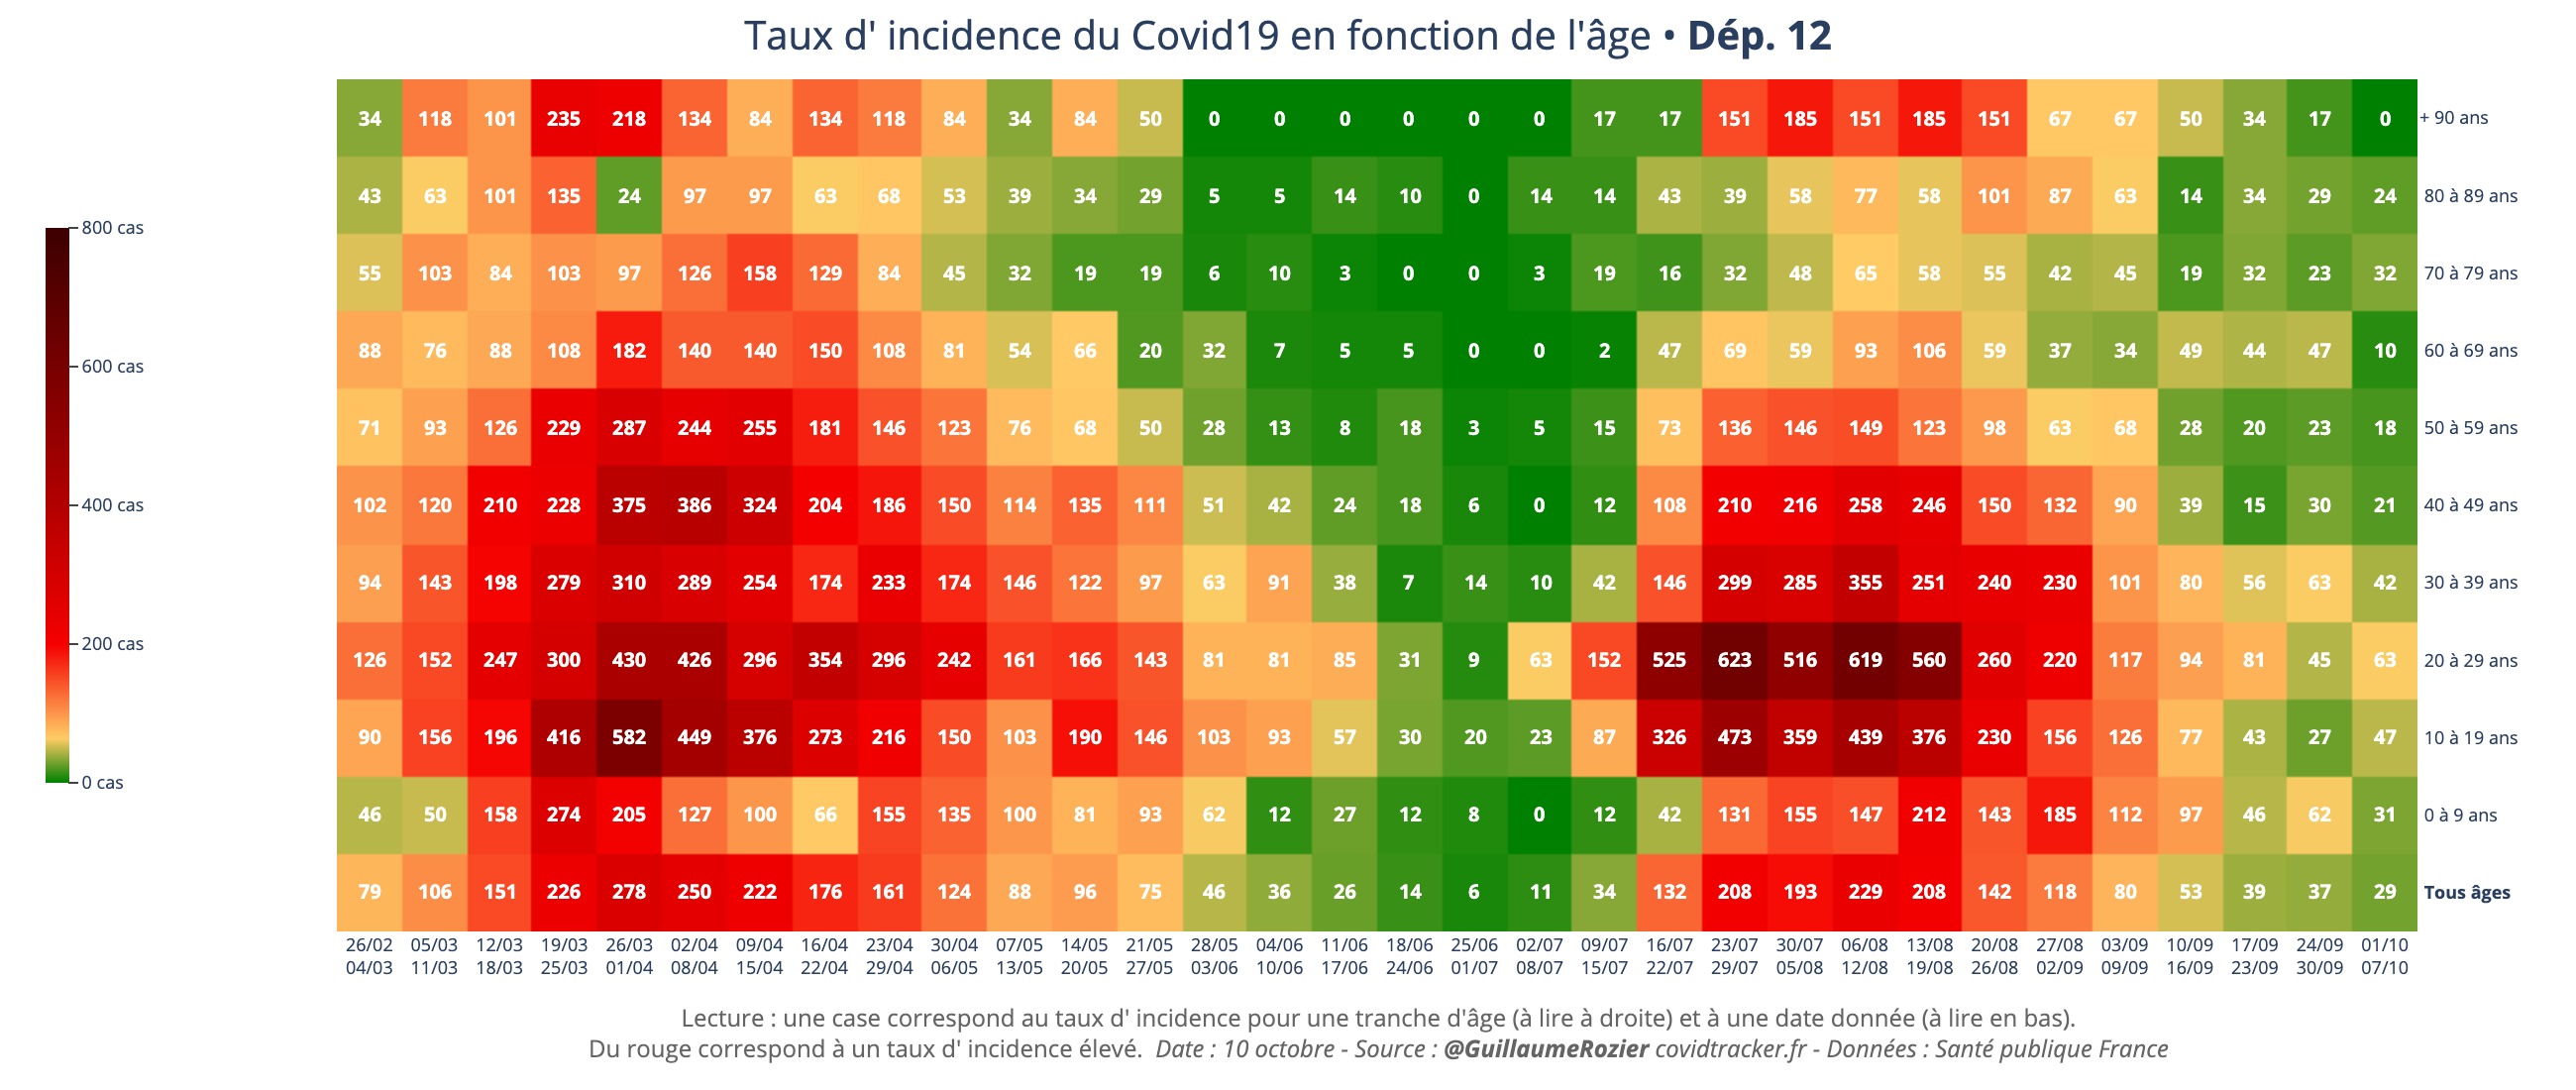 Taux d' incidence du Covid19 en fonction de l'âge • Dép. 12
800 cas
600 cas
400 cas
200 cas
0 cas
34 118 101 235 218 134 84 134 118 84 34 84 50 0 0 0 0 0 0 17 17 151 185 151 185 151 67 67 50 34 17 0 + 90 ans
43 63 101 135 24 97 97 63 68 53 39 34 29 5 5 14 10 0 14 14 43 39 58 77 58 101 87 63 14 34 29 24 80 à 89 ans
55 103 84 103 97 126 158 129 84 45 32 19 19 6 10 3 0 0 3 19 16 32 48 65 58 55 42 45 19 32 23 32 70 à 79 ans
88 76 88 108 182 140 140 150 108 81 54 66 20 32 7 5 5 0 0 2 47 69 59 93 106 59 37 34 49 44 47 10 60 à 69 ans
71 93 126 229 287 244 255 181 146 123 76 68 50 28 13 8 18 3 5 15 73 136 146 149 123 98 63 68 28 20 23 18 50 à 59 ans
102 120 210 228 375 386 324 204 186 150 114 135 111 51 42 24 18 6 0 12 108 210 216 258 246 150 132 90 39 15 30 21 40 à 49 ans
94 143 198 279 310 289 254 174 233 174 146 122 97 63 91 38 7 14 10 42 146 299 285 355 251 240 230 101 80 56 63 42 30 à 39 ans
126 152 247 300 430 426 296 354 296 242 161 166 143 81 81 85 31 9 63 152 525 623 516 619 560 260 220 117 94 81 45 63 20 à 29 ans
90 156 196 416 582 449 376 273 216 150 103 190 146 103 93 57 30 20 23 87 326 473 359 439 376 230 156 126 77 43 27 47 10 à 19 ans
46 50 158 274 205 127 100 66 155 135 100 81 93 62 12 27 12 8 0 12 42 131 155 147 212 143 185 112 97 46 62 31 0 à 9 ans
79 106 151 226 278 250 222 176 161 124 88 96 75 46 36 26 14 6 11 34 132 208 193 229 208 142 118 80 53 39 37 29 Tous âges
26/02 05/03 12/03 19/03 26/03 02/04 09/04 16/04 23/04 30/04 07/05 14/05 21/05 28/05 04/06 11/06 18/06 25/06 02/07 09/07 16/07 23/07 30/07 06/08 13/08 20/08 27/08 03/09 10/09 17/09 24/09 01/10
04/03 11/03 18/03 25/03 01/04 08/04 15/04 22/04 29/04 06/05 13/05 20/05 27/05 03/06 10/06 17/06 24/06 01/07 08/07 15/07 22/07 29/07 05/08 12/08 19/08 26/08 02/09 09/09 16/09 23/09 30/09 07/10
Lecture : une case correspond au taux d' incidence pour une tranche d'âge (à lire à droite) et à une date donnée (à lire en bas).
Du rouge correspond à un taux d' incidence élevé. Date : 10 octobre - Source : @GuillaumeRozier covidtracker.fr - Données : Santé publique France